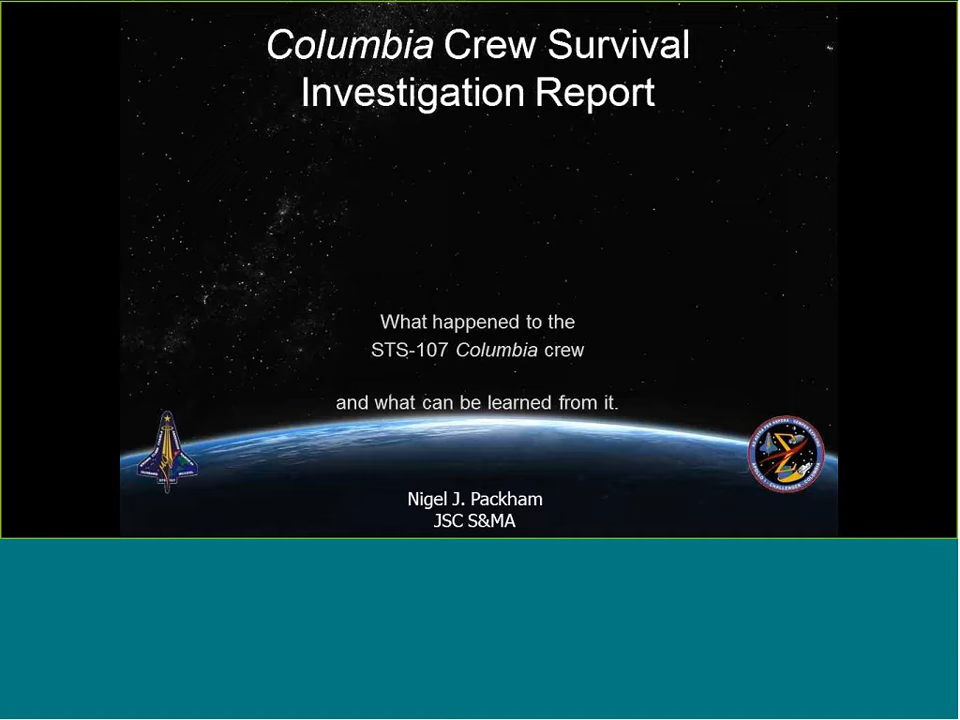 Columbia Crew Survival
Investigation Report
What happened to the
STS-107 Columbia crew
and what can be learned from it.
Nigel J. Packham
JSC S&MA